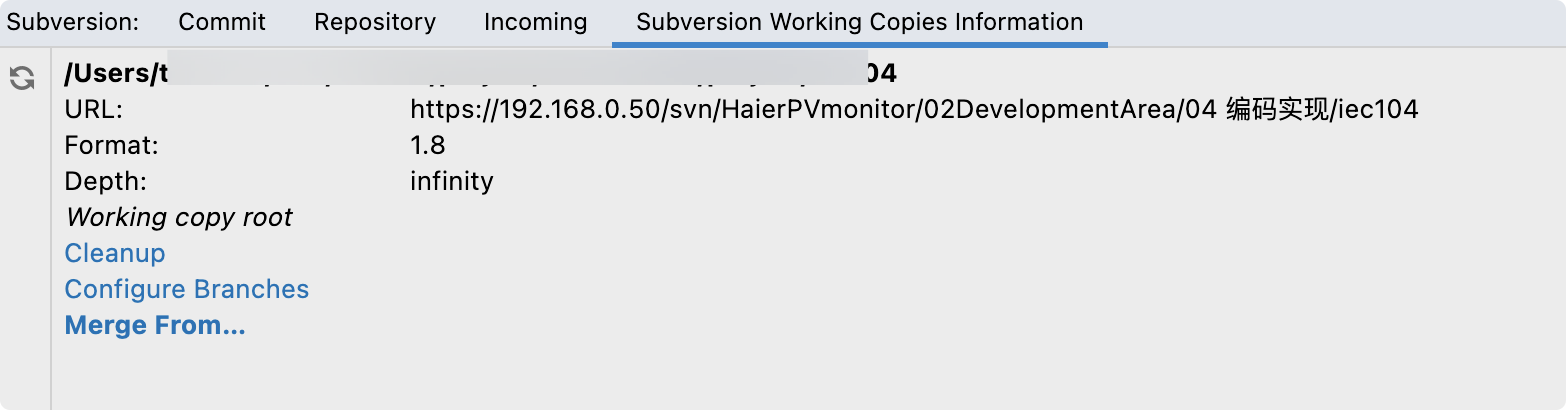 Subversion: Commit Repository Incoming Subversion Working Copies Information
/Users/t 04
URL: https://192.168.0.50/svn/HaierPVmonitor/02DevelopmentArea/04 编码实现/iec104
Format: 1.8
Depth: infinity
Working copy root
Cleanup
Configure Branches
Merge From...